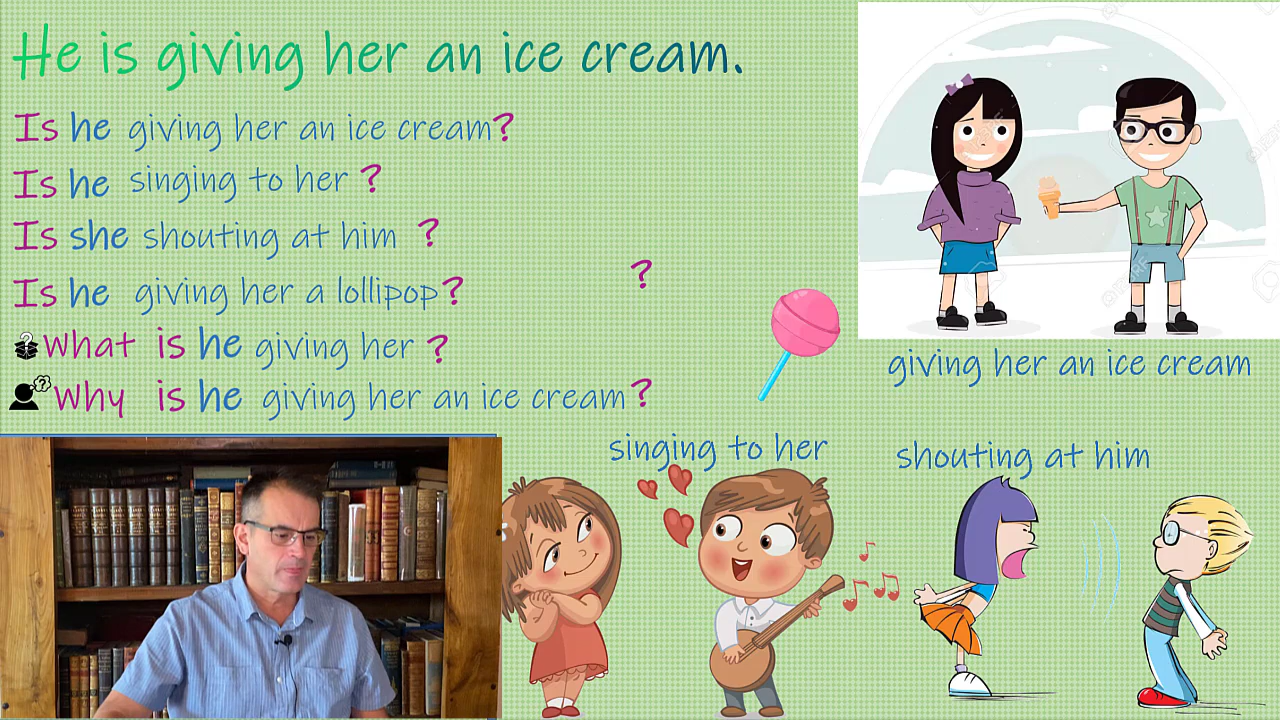 He is giving her an ice cream.
Is he giving her an ice cream?
Is he singing to her ?
Is she shouting at him ?
Is he giving her a lollipop?
?
What is he giving her ?
Why is he giving her an ice cream?
giving her an ice cream
singing to her
shouting at him